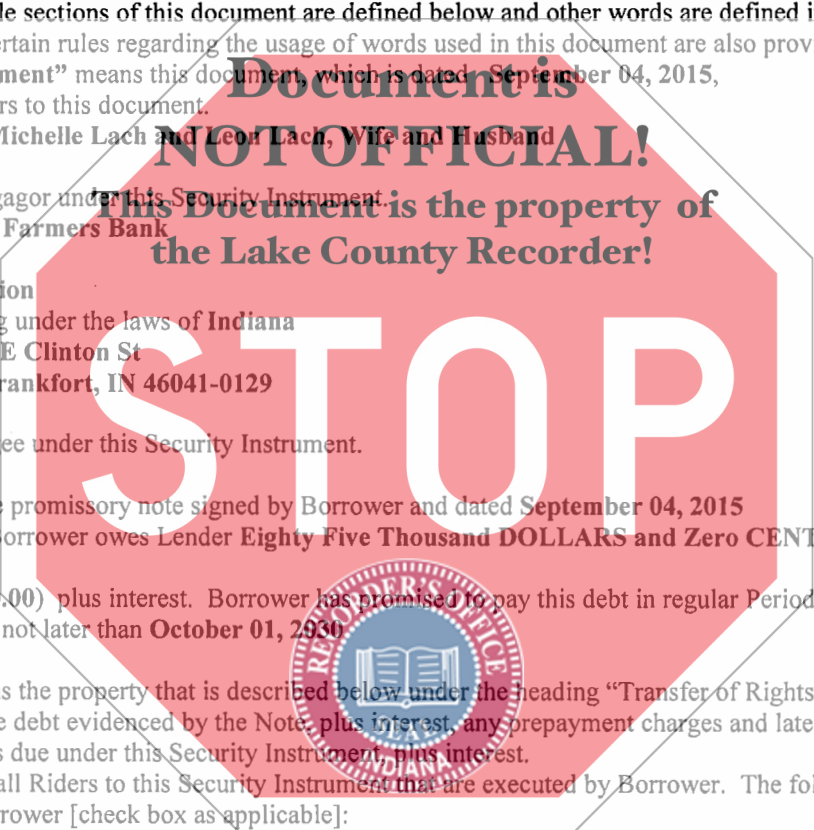 le sections of this document are defined below and other words are defined i
ertain rules regarding the usage of words used in this document are also prov
ment” means this document, which is dated September 04, 2015,
Document is
rs to this document.
Michelle Lach and Leon Lach, Wife and Husband
NOT OFFICIAL!
gagor under this Security Instrument.
This Document is the property of
Farmers Bank
the Lake County Recorder!
ion
g under the laws of Indiana
E Clinton St
rankfort, IN 46041-0129
STOP
ee under this Security Instrument.
e promissory note signed by Borrower and dated September 04, 2015
Borrower owes Lender Eighty Five Thousand DOLLARS and Zero CENT
.00) plus interest. Borrower has promised to pay this debt in regular Period
not later than October 01, 2030
RECORDER'S OFFICE
s the property that is described below under the heading “Transfer of Rights
e debt evidenced by the Note, plus interest, any prepayment charges and late
SEAL
s due under this Security Instrument, plus interest.
INDIANA
all Riders to this Security Instrument that are executed by Borrower. The fol
rower [check box as applicable]: